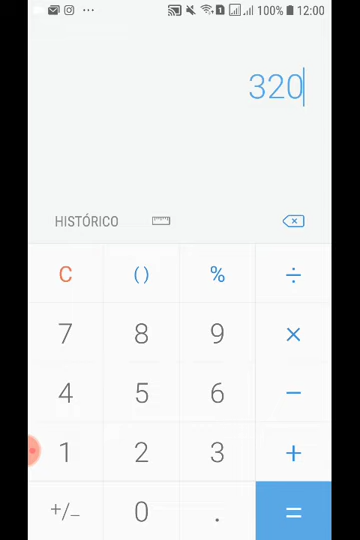 100% 12:00
320
HISTÓRICO
C ( ) % ÷
7 8 9 ×
4 5 6 −
1 2 3 +
+/− 0 . =